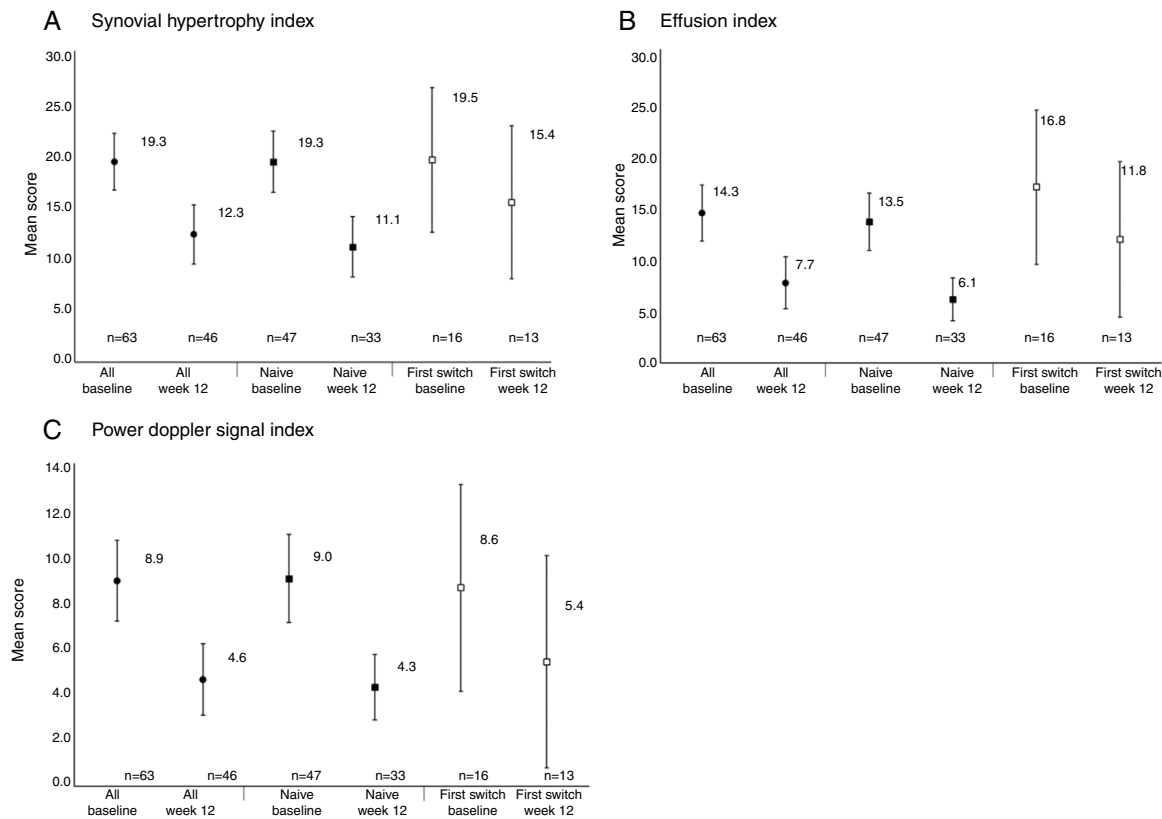 A Synovial hypertrophy index
30.0
25.0
20.0
15.0
10.0
5.0
0.0
Mean score
19.3
12.3
19.3
11.1
19.5
15.4
n=63 n=46 n=47 n=33 n=16 n=13
All All Naive Naive First switch First switch
baseline week 12 baseline week 12 baseline week 12
B Effusion index
30.0
25.0
20.0
15.0
10.0
5.0
0.0
Mean score
14.3
7.7
13.5
6.1
16.8
11.8
n=63 n=46 n=47 n=33 n=16 n=13
All All Naive Naive First switch First switch
baseline week 12 baseline week 12 baseline week 12
C Power doppler signal index
14.0
12.0
10.0
8.0
6.0
4.0
2.0
0.0
Mean score
8.9
4.6
9.0
4.3
8.6
5.4
n=63 n=46 n=47 n=33 n=16 n=13
All All Naive Naive First switch First switch
baseline week 12 baseline week 12 baseline week 12